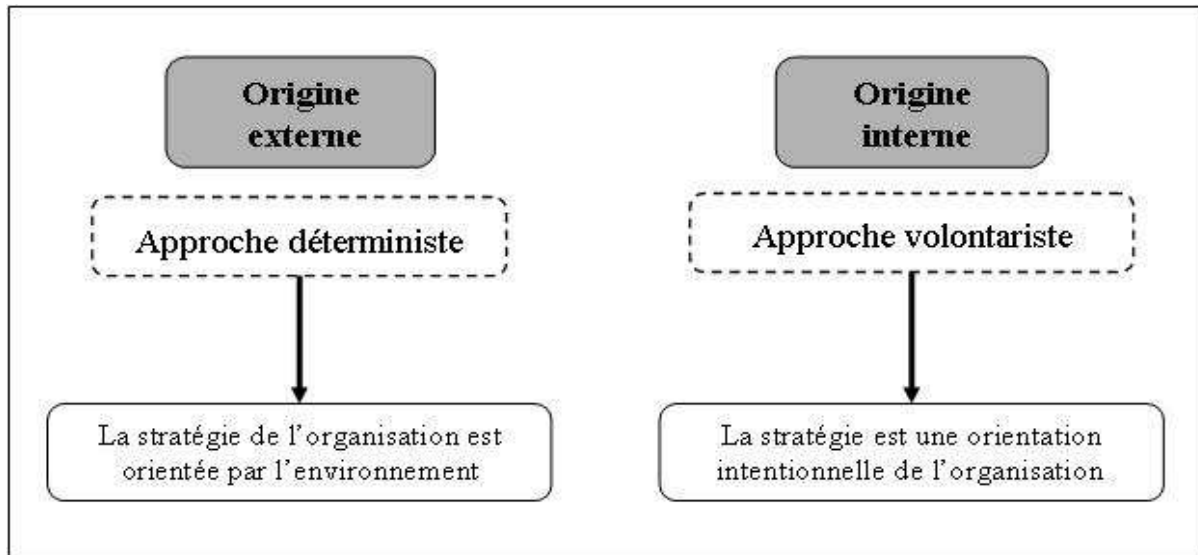 Origine
externe
Approche déterministe
La stratégie de l'organisation est
orientée par l'environnement
Origine
interne
Approche volontariste
La stratégie est une orientation
intentionnelle de l'organisation